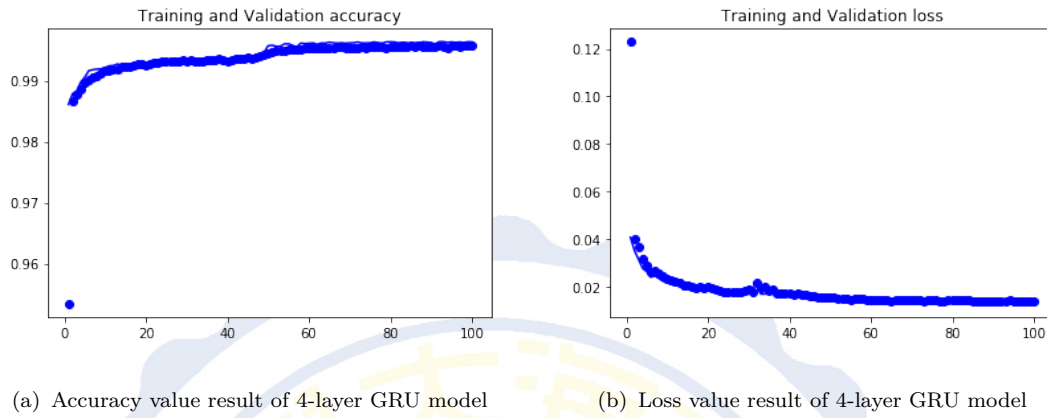 Training and Validation accuracy
0.99
0.98
0.97
0.96
0 20 40 60 80 100
(a) Accuracy value result of 4-layer GRU model
Training and Validation loss
0.12
0.10
0.08
0.06
0.04
0.02
0 20 40 60 80 100
(b) Loss value result of 4-layer GRU model